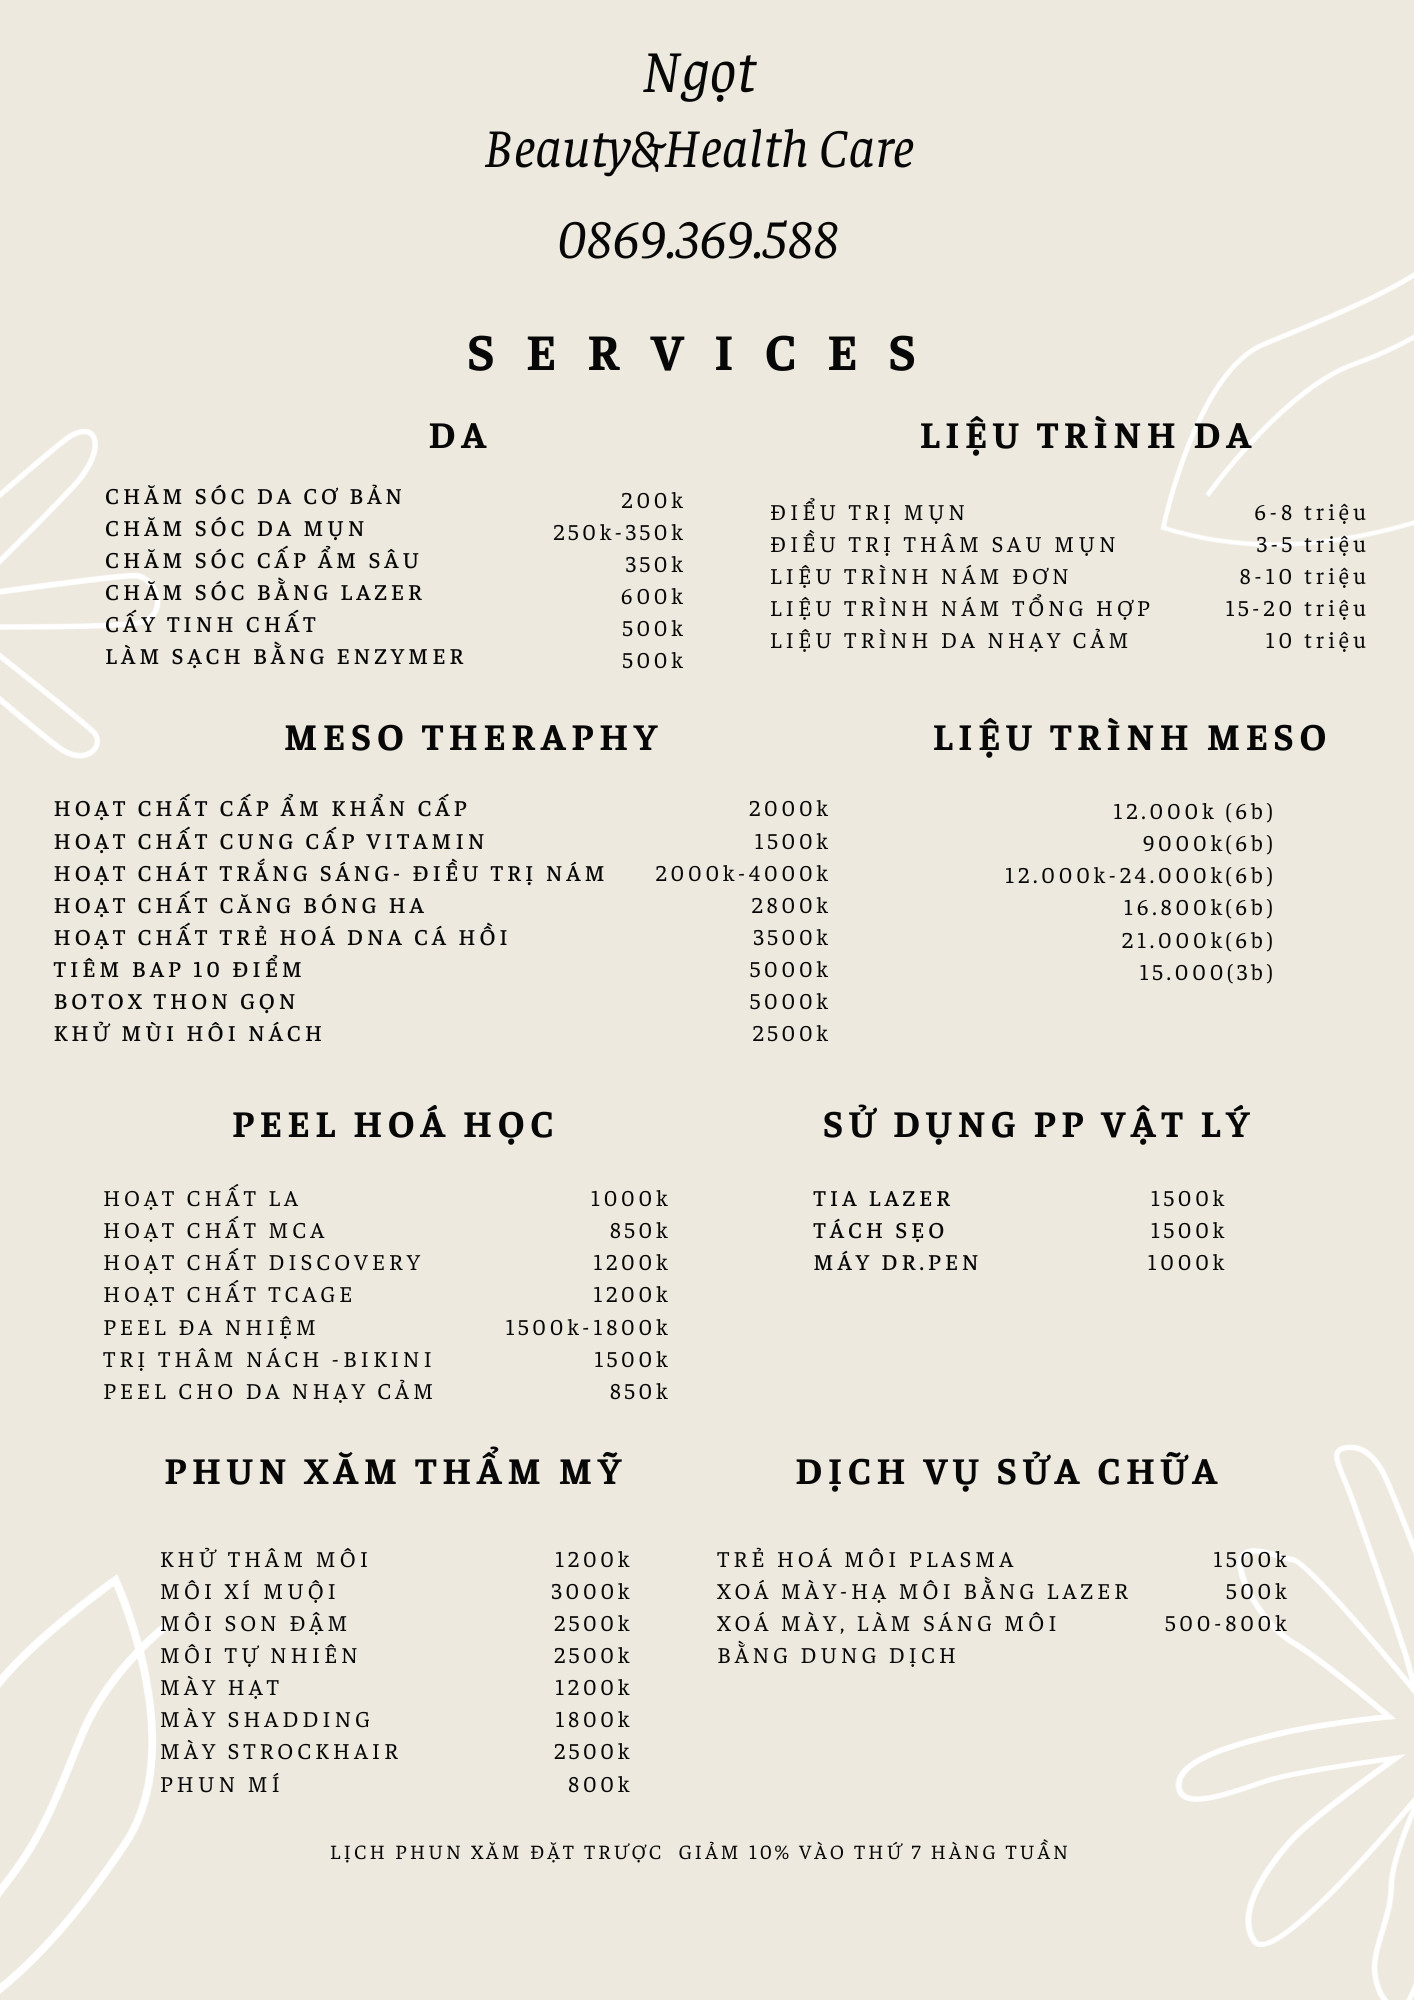 Ngọt
Beauty&Health Care
0869.369.588
SERVICES
DA
CHĂM SÓC DA CƠ BẢN 200k
CHĂM SÓC DA MỤN 250k-350k
CHĂM SÓC CẤP ẨM SÂU 350k
CHĂM SÓC BẰNG LAZER 600k
CẤY TINH CHẤT 500k
LÀM SẠCH BẰNG ENZYMER 500k
LIỆU TRÌNH DA
ĐIỂU TRỊ MỤN 6-8 triệu
ĐIỀU TRỊ THÂM SAU MỤN 3-5 triệu
LIỆU TRÌNH NÁM ĐƠN 8-10 triệu
LIỆU TRÌNH NÁM TỔNG HỢP 15-20 triệu
LIỆU TRÌNH DA NHẠY CẢM 10 triệu
MESO THERAPHY
HOẠT CHẤT CẤP ẨM KHẨN CẤP 2000k
HOẠT CHẤT CUNG CẤP VITAMIN 1500k
HOẠT CHÁT TRẮNG SÁNG- ĐIỀU TRỊ NÁM 2000k-4000k
HOẠT CHẤT CĂNG BÓNG HA 2800k
HOẠT CHẤT TRẺ HOÁ DNA CÁ HỒI 3500k
TIÊM BAP 10 ĐIỂM 5000k
BOTOX THON GỌN 5000k
KHỬ MÙI HÔI NÁCH 2500k
LIỆU TRÌNH MESO
12.000k (6b)
9000k(6b)
12.000k-24.000k(6b)
16.800k(6b)
21.000k(6b)
15.000(3b)
PEEL HOÁ HỌC
HOẠT CHẤT LA 1000k
HOẠT CHẤT MCA 850k
HOẠT CHẤT DISCOVERY 1200k
HOẠT CHẤT TCAGE 1200k
PEEL ĐA NHIỆM 1500k-1800k
TRỊ THÂM NÁCH -BIKINI 1500k
PEEL CHO DA NHẠY CẢM 850k
SỬ DỤNG PP VẬT LÝ
TIA LAZER 1500k
TÁCH SẸO 1500k
MÁY DR.PEN 1000k
PHUN XĂM THẨM MỸ
KHỬ THÂM MÔI 1200k
MÔI XÍ MUỘI 3000k
MÔI SON ĐẬM 2500k
MÔI TỰ NHIÊN 2500k
MÀY HẠT 1200k
MÀY SHADDING 1800k
MÀY STROCKHAIR 2500k
PHUN MÍ 800k
DỊCH VỤ SỬA CHỮA
TRẺ HOÁ MÔI PLASMA 1500k
XOÁ MÀY-HẠ MÔI BẰNG LAZER 500k
XOÁ MÀY, LÀM SÁNG MÔI 500-800k
BẰNG DUNG DỊCH
LỊCH PHUN XĂM ĐẶT TRƯỢC GIẢM 10% VÀO THỨ 7 HÀNG TUẦN